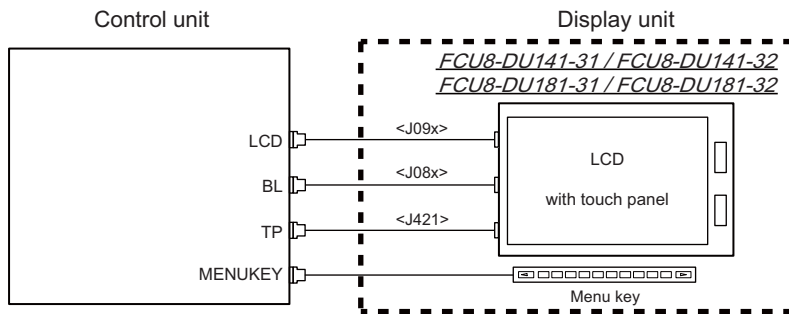 Control unit
Display unit
FCU8-DU141-31 / FCU8-DU141-32
FCU8-DU181-31 / FCU8-DU181-32
LCD
<J09x>
LCD
BL
<J08x>
with touch panel
TP
<J421>
MENUKEY
Menu key